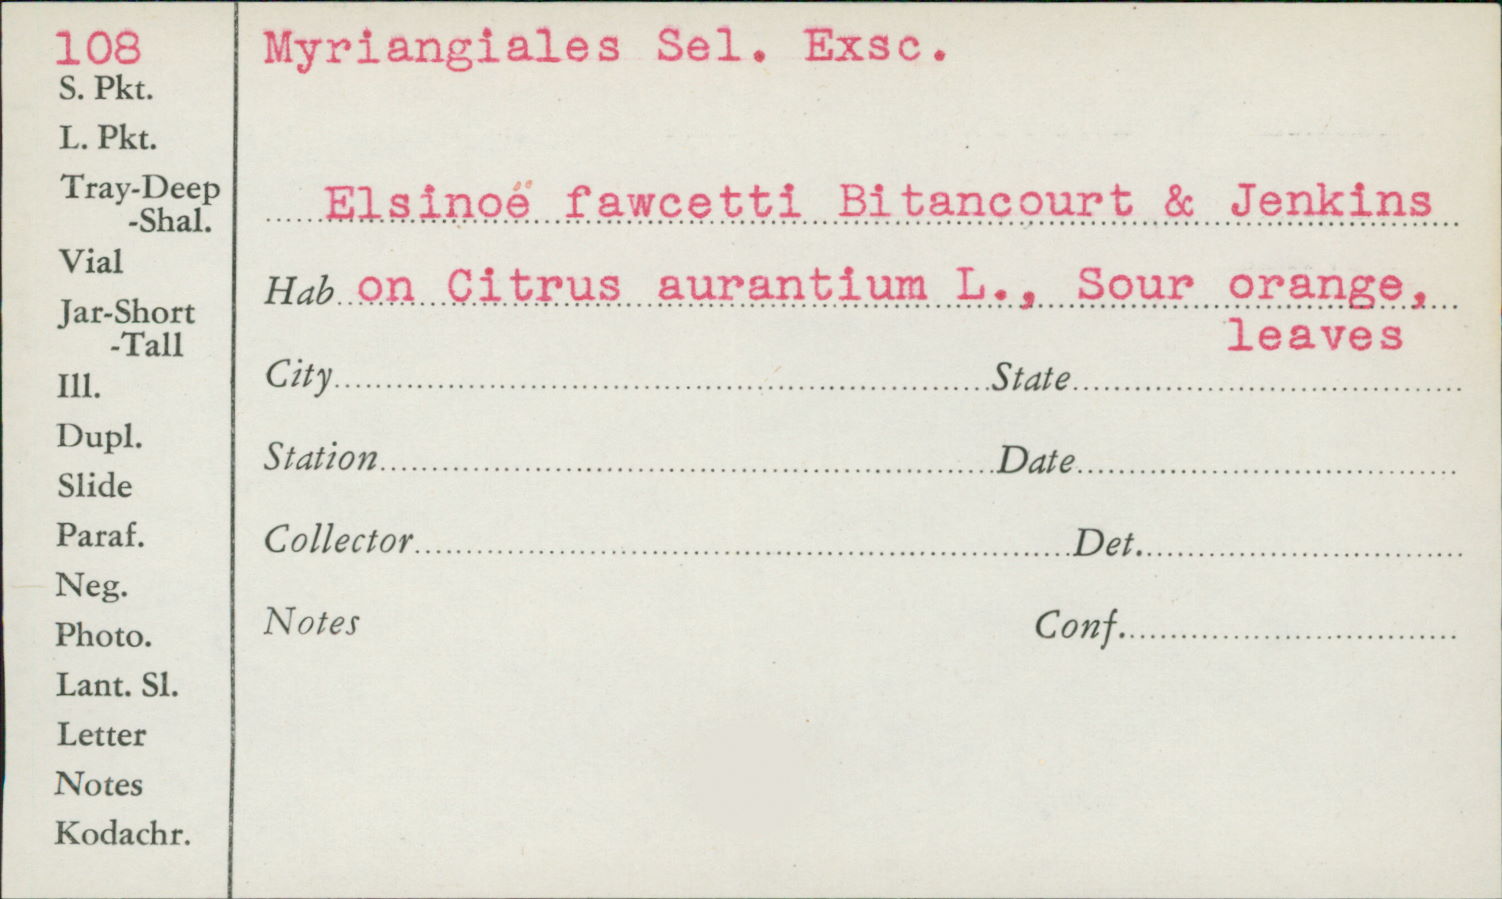 108
S. Pkt.
L. Pkt.
Tray-Deep
-Shal.
Vial
Jar-Short
-Tall
Ill.
Dupl.
Slide
Paraf.
Neg.
Photo.
Lant. Sl.
Letter
Notes
Kodachr.
Myriangiales Sel. Exsc.
Elsinoë fawcetti Bitancourt & Jenkins
Hab on Citrus aurantium L., Sour orange,
leaves
City State
Station Date
Collector Det.
Notes Conf.